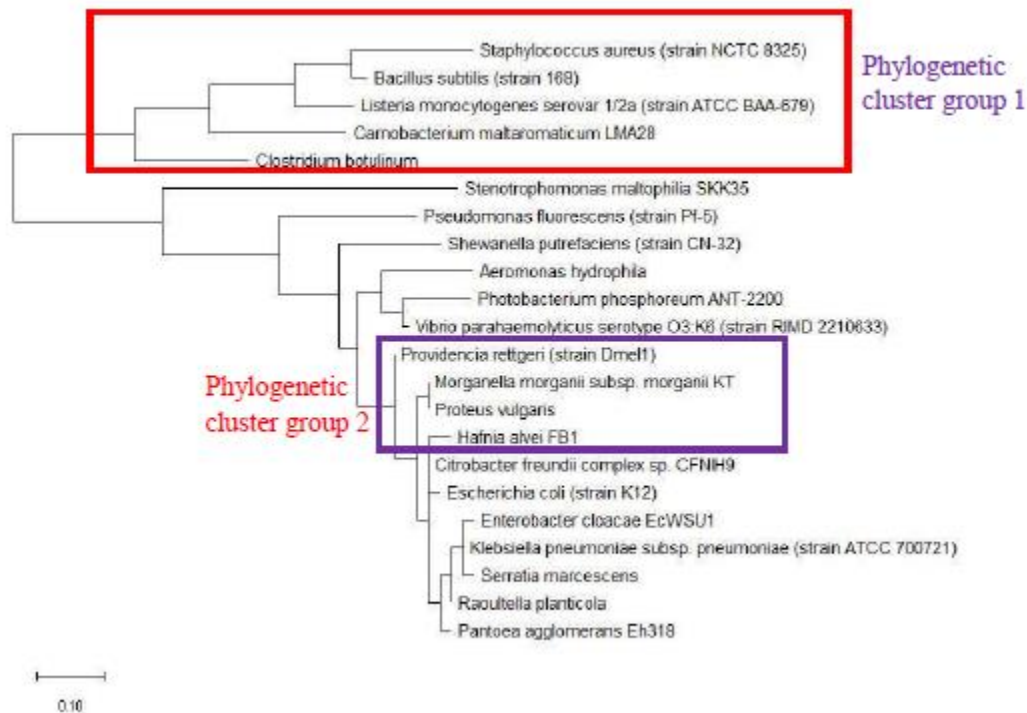 Staphylococcus aureus (strain NCTC 8325)
Bacillus subtilis (strain 168)
Listeria monocytogenes serovar 1/2a (strain ATCC BAA-679)
Carnobacterium maltaromaticum LMA28
Clostridium botulinum
Phylogenetic
cluster group 1
Stenotrophomonas maltophilia SKK35
Pseudomonas fluorescens (strain Pf-5)
Shewanella putrefaciens (strain CN-32)
Aeromonas hydrophila
Photobacterium phosphoreum ANT-2200
Vibrio parahaemolyticus serotype O3:K6 (strain RIMD 2210633)
Providencia rettgeri (strain Dmel1)
Morganella morganii subsp. morganii KT
Proteus vulgaris
Hafnia alvei FB1
Phylogenetic
cluster group 2
Citrobacter freundii complex sp. CFNIH9
Escherichia coli (strain K12)
Enterobacter cloacae EcWSU1
Klebsiella pneumoniae subsp. pneumoniae (strain ATCC 700721)
Serratia marcescens
Raoultella planticola
Pantoea agglomerans Eh318
0.10